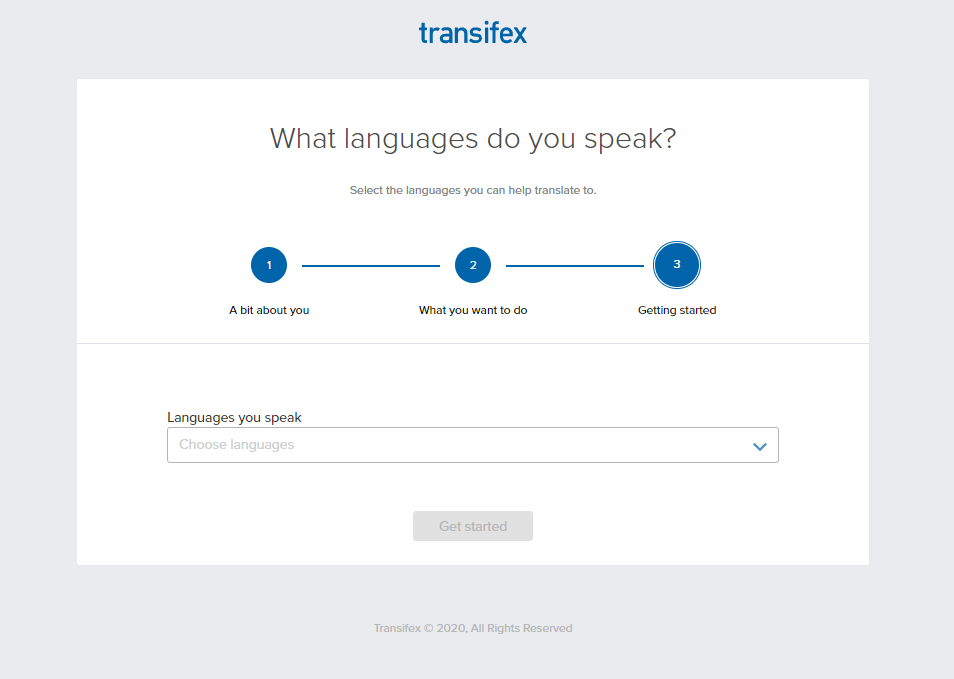 transifex
What languages do you speak?
Select the languages you can help translate to.
1
2
3
A bit about you
What you want to do
Getting started
Languages you speak
Choose languages
Get started
Transifex © 2020, All Rights Reserved